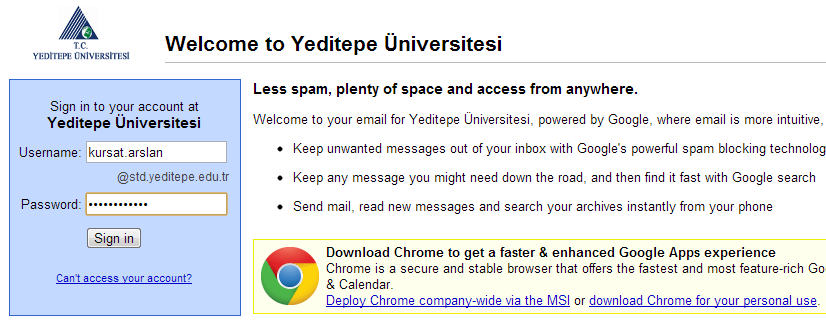 T.C.
YEDİTEPE ÜNİVERSİTESİ
Welcome to Yeditepe Üniversitesi
Sign in to your account at
Yeditepe Üniversitesi
Username: kursat.arslan
@std.yeditepe.edu.tr
Password: ••••••••••••
Sign in
Can't access your account?
Less spam, plenty of space and access from anywhere.
Welcome to your email for Yeditepe Üniversitesi, powered by Google, where email is more intuitive,
• Keep unwanted messages out of your inbox with Google's powerful spam blocking technolog
• Keep any message you might need down the road, and then find it fast with Google search
• Send mail, read new messages and search your archives instantly from your phone
Download Chrome to get a faster & enhanced Google Apps experience
Chrome is a secure and stable browser that offers the fastest and most feature-rich Go
& Calendar.
Deploy Chrome company-wide via the MSI or download Chrome for your personal use.